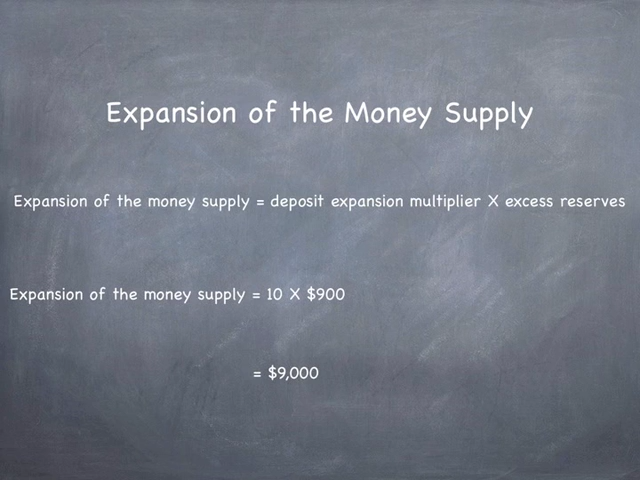 Expansion of the Money Supply
Expansion of the money supply = deposit expansion multiplier X excess reserves
Expansion of the money supply = 10 X $900
= $9,000